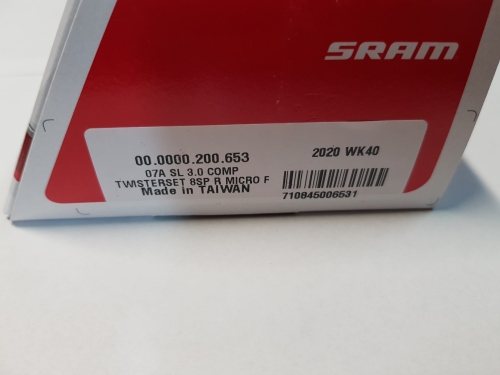 SRAM
00.0000.200.653
2020 WK40
07A SL 3.0 COMP
TWISTERSET 8SP R MICRO F
Made in TAIWAN
710845006531